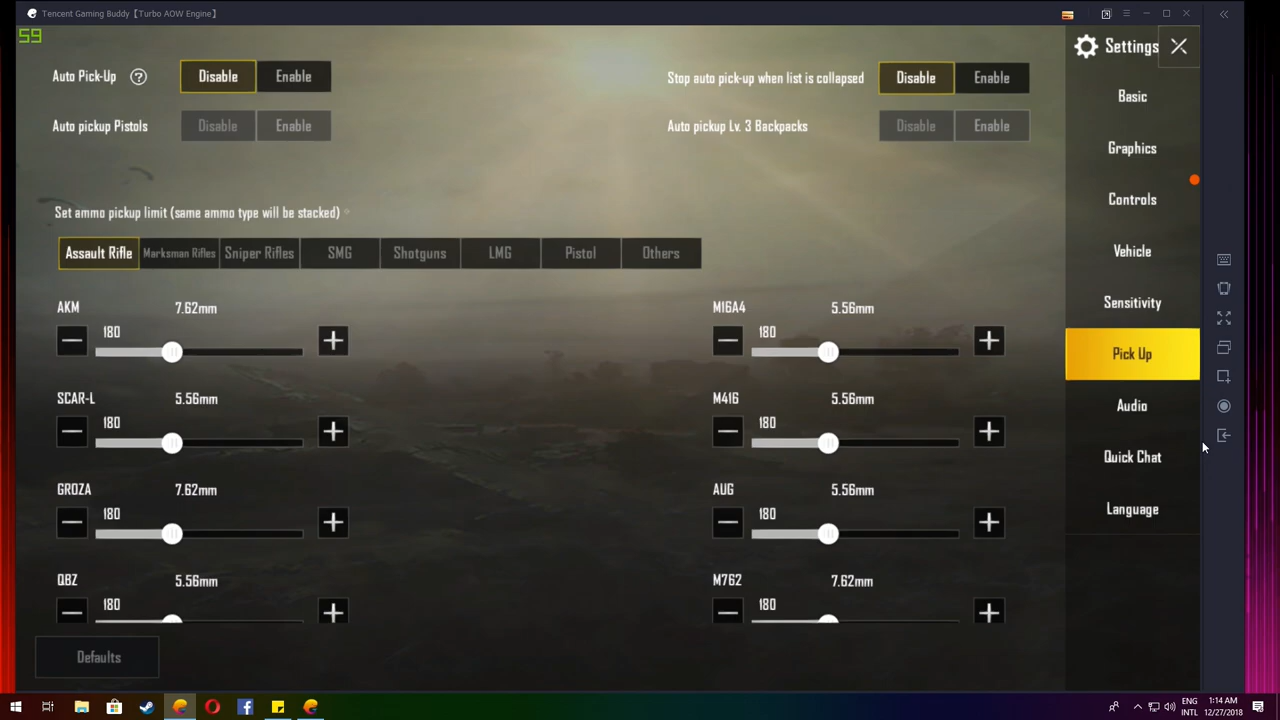 Tencent Gaming Buddy【Turbo AOW Engine】
59
Settings
Auto Pick-Up ? Disable Enable
Stop auto pick-up when list is collapsed Disable Enable
Auto pickup Pistols Disable Enable
Auto pickup Lv. 3 Backpacks Disable Enable
Set ammo pickup limit (same ammo type will be stacked)
Assault Rifle Marksman Rifles Sniper Rifles SMG Shotguns LMG Pistol Others
AKM 7.62mm
180
M16A4 5.56mm
180
SCAR-L 5.56mm
180
M416 5.56mm
180
GROZA 7.62mm
180
AUG 5.56mm
180
QBZ 5.56mm
180
M762 7.62mm
180
Defaults
Basic
Graphics
Controls
Vehicle
Sensitivity
Pick Up
Audio
Quick Chat
Language
ENG
INTL
1:14 AM
12/27/2018